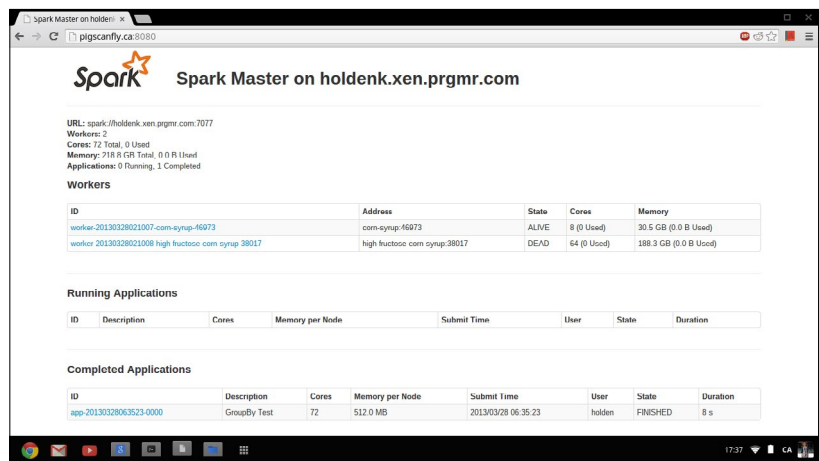 Spark Master on holden
pigscanfly.ca:8080
Spark
Spark Master on holdenk.xen.prgmr.com
URL: spark://holdenk.xen.prgmr.com:7077
Workers: 2
Cores: 72 Total, 0 Used
Memory: 218.8 GB Total, 0.0 B Used
Applications: 0 Running, 1 Completed
Workers
ID Address State Cores Memory
worker-20130328021007-corn-syrup-46973 corn-syrup:46973 ALIVE 8 (0 Used) 30.5 GB (0.0 B Used)
worker-20130328021008-high-fructose-corn-syrup-38017 high-fructose-corn-syrup:38017 DEAD 64 (0 Used) 188.3 GB (0.0 B Used)
Running Applications
ID Description Cores Memory per Node Submit Time User State Duration
Completed Applications
ID Description Cores Memory per Node Submit Time User State Duration
app-20130328063523-0000 GroupBy Test 72 512.0 MB 2013/03/28 06:35:23 holden FINISHED 8 s
17:37 CA